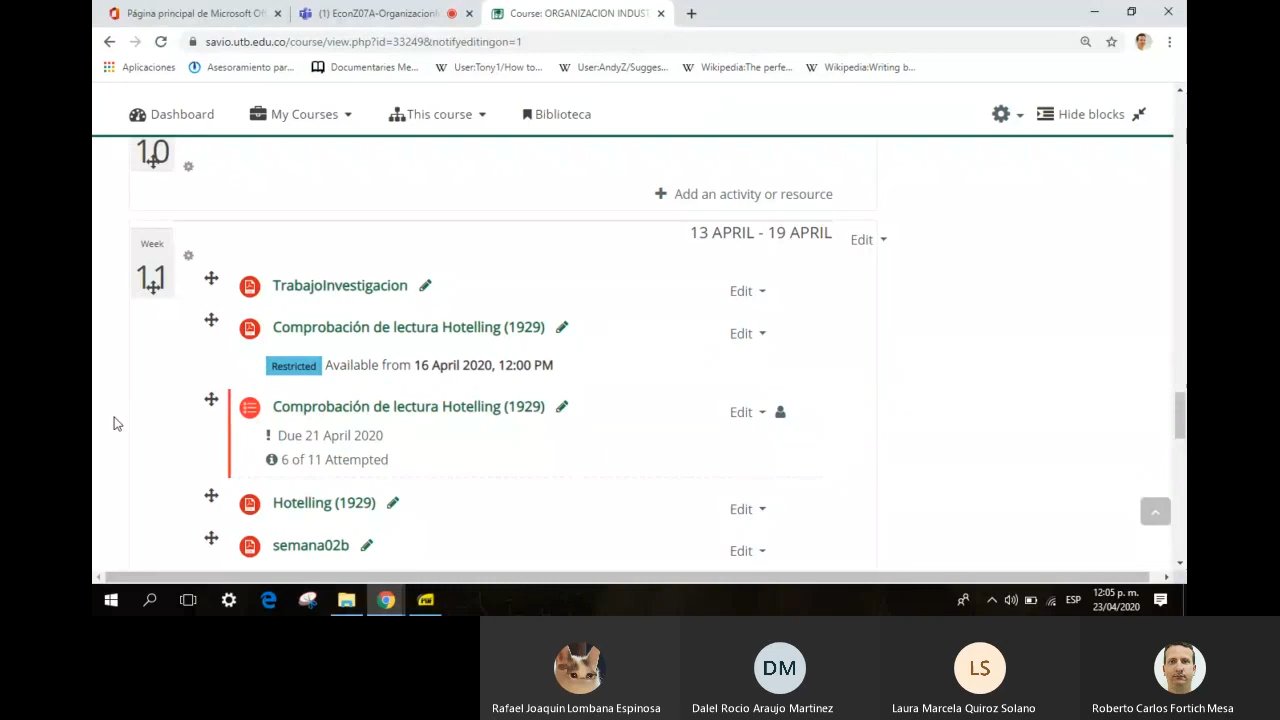 Página principal de Microsoft Of
(1) EconZ07A-Organizacion
Course: ORGANIZACION INDUST
savio.utb.edu.co/course/view.php?id=33249&notifyeditingon=1
Aplicaciones
Asesoramiento par...
Documentaries Me...
User:Tony1/How to...
User:AndyZ/Sugges...
Wikipedia:The perfe...
Wikipedia:Writing b...
Dashboard
My Courses
This course
Biblioteca
Hide blocks
10
Add an activity or resource
13 APRIL - 19 APRIL
Edit
Week
11
TrabajoInvestigacion
Edit
Comprobación de lectura Hotelling (1929)
Edit
Restricted Available from 16 April 2020, 12:00 PM
Comprobación de lectura Hotelling (1929)
Edit
! Due 21 April 2020
6 of 11 Attempted
Hotelling (1929)
Edit
semana02b
Edit
ESP
12:05 p. m.
23/04/2020
DM
LS
Rafael Joaquin Lombana Espinosa
Dalel Rocio Araujo Martinez
Laura Marcela Quiroz Solano
Roberto Carlos Fortich Mesa